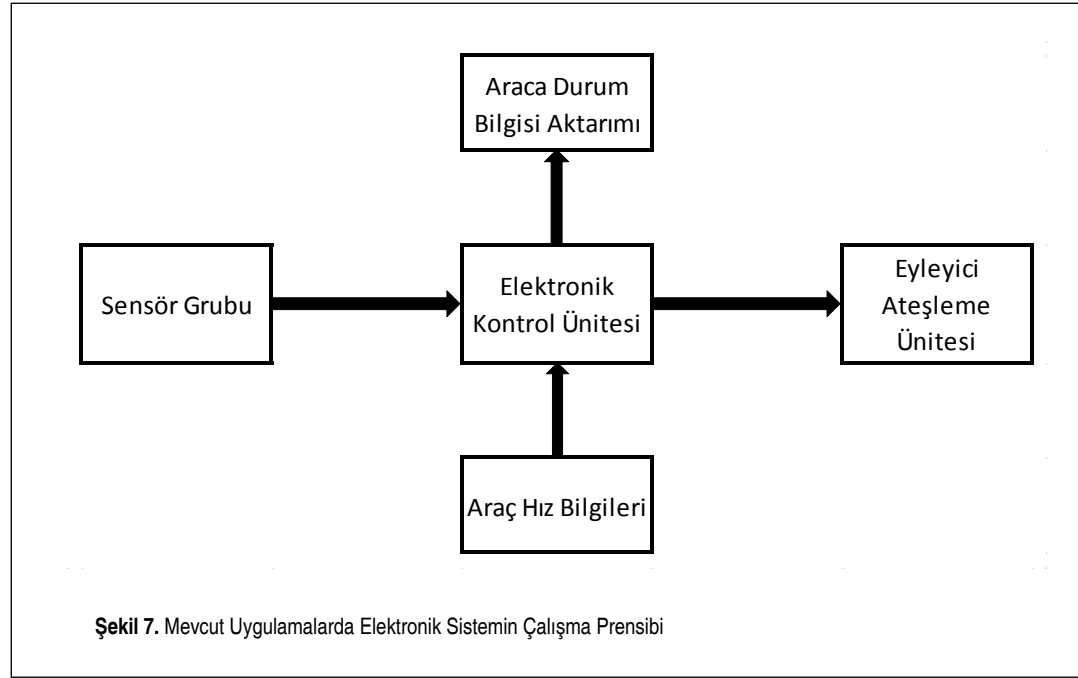 Araca Durum
Bilgisi Aktarımı
Sensör Grubu
Elektronik
Kontrol Ünitesi
Eyleyici
Ateşleme
Ünitesi
Araç Hız Bilgileri
Şekil 7. Mevcut Uygulamalarda Elektronik Sistemin Çalışma Prensibi